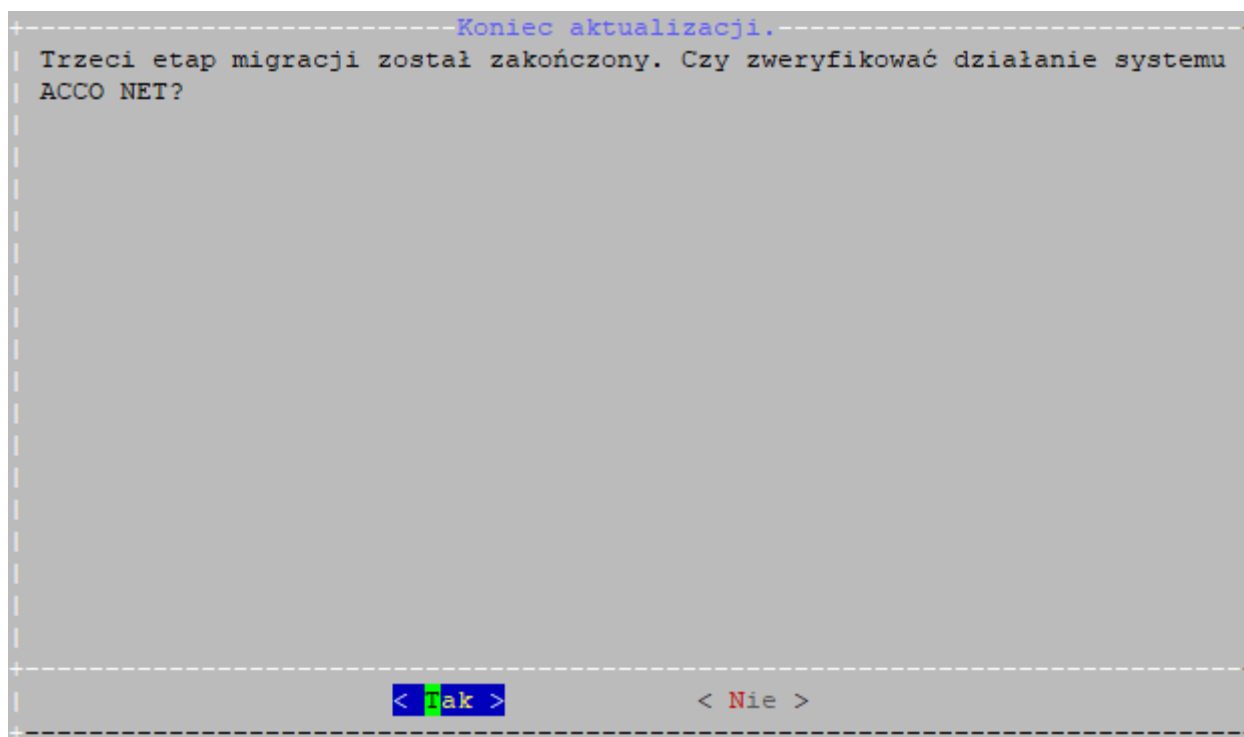 Koniec aktualizacji.
Trzeci etap migracji został zakończony. Czy zweryfikować działanie systemu
ACCO NET?
< Tak > < Nie >